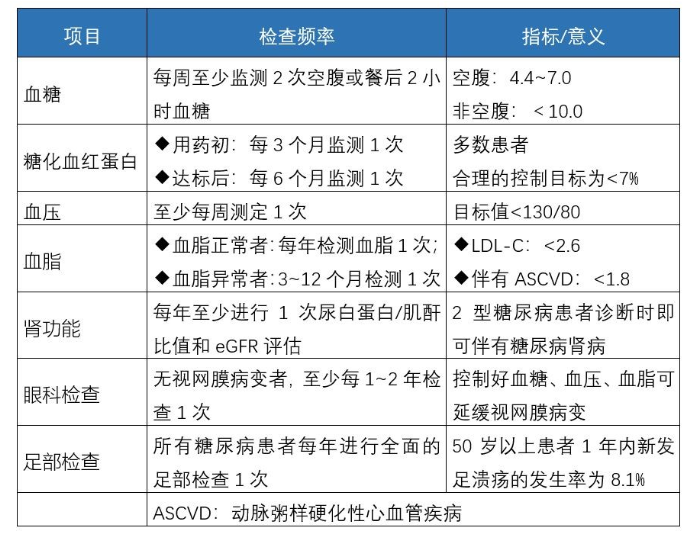 项目 检查频率 指标/意义
血糖 每周至少监测 2 次空腹或餐后 2 小 空腹：4.4~7.0
时血糖 非空腹：＜10.0
糖化血红蛋白 ◆用药初：每 3 个月监测 1 次 多数患者
◆达标后：每 6 个月监测 1 次 合理的控制目标为<7%
血压 至少每周测定 1 次 目标值<130/80
血脂 ◆血脂正常者:每年检测血脂 1 次； ◆LDL-C：<2.6
◆血脂异常者:3~12 个月检测 1 次 ◆伴有 ASCVD：<1.8
肾功能 每年至少进行 1 次尿白蛋白/肌酐 2 型糖尿病患者诊断时即
比值和 eGFR 评估 可伴有糖尿病肾病
眼科检查 无视网膜病变者，至少每 1~2 年检 控制好血糖、血压、血脂可
查 1 次 延缓视网膜病变
足部检查 所有糖尿病患者每年进行全面的 50 岁以上患者 1 年内新发
足部检查 1 次 足溃疡的发生率为 8.1%
ASCVD：动脉粥样硬化性心血管疾病